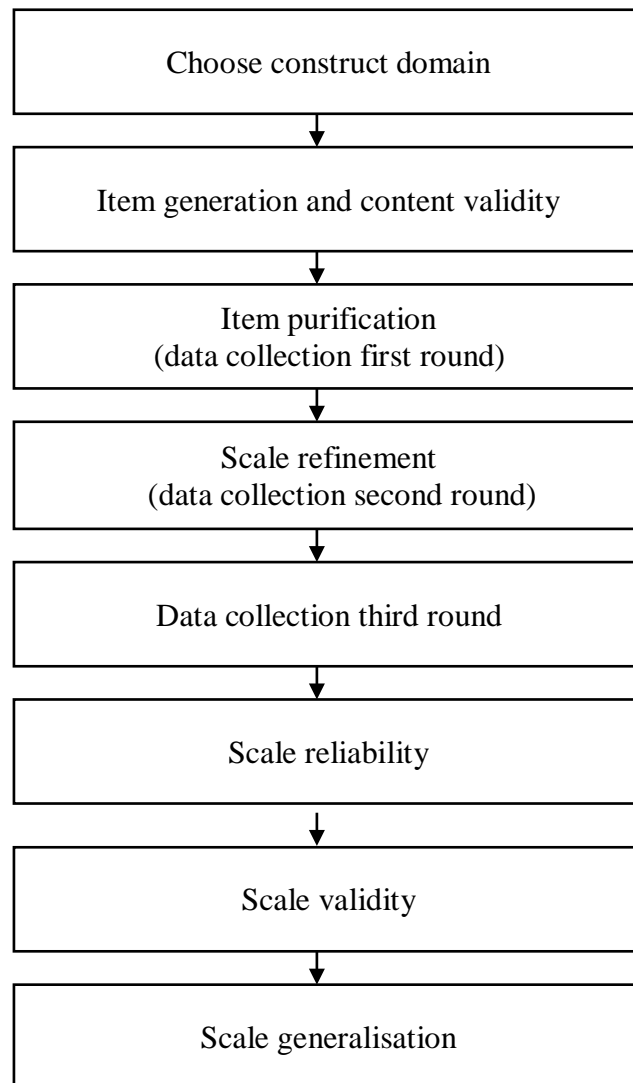 Choose construct domain
Item generation and content validity
Item purification
(data collection first round)
Scale refinement
(data collection second round)
Data collection third round
Scale reliability
Scale validity
Scale generalisation